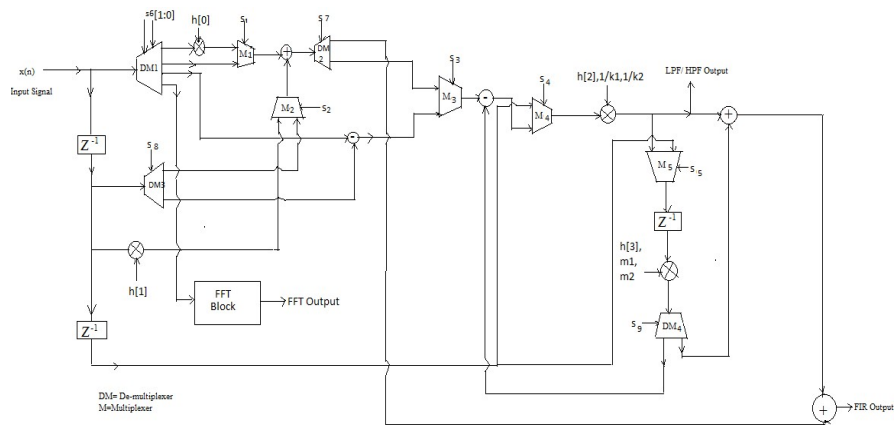 s6[1:0]
h[0]
S1
S7
x(n)
Input Signal
DM1
M1
+
DM
2
S3
M3
S4
h[2],1/k1,1/k2
LPF/ HPF Output
M2
S2
-
-
M4
+
Z-1
S8
DM3
M5
S5
Z-1
h[1]
h[3],
m1,
m2
FFT
Block
FFT Output
Z-1
S9
DM4
DM= De-multiplexer
M=Multiplexer
+
FIR Output